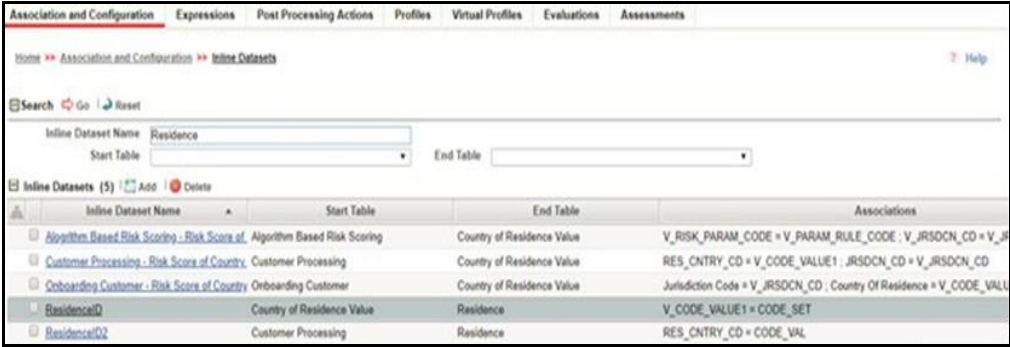 Association and Configuration Expressions Post Processing Actions Profiles Virtual Profiles Evaluations Assessments
Home >> Association and Configuration >> Inline Datasets ? Help
Search Go Reset
Inline Dataset Name Residence
Start Table End Table
Inline Datasets (5) Add Delete
Inline Dataset Name Start Table End Table Associations
Alogrithm Based Risk Scoring - Risk Score of Algorithm Based Risk Scoring Country of Residence Value V_RISK_PARAM_CODE = V_PARAM_RULE_CODE ; V_JRSDCN_CD = V_JR
Customer Processing - Risk Score of Country Customer Processing Country of Residence Value RES_CNTRY_CD = V_CODE_VALUE1 ; JRSDCN_CD = V_JRSDCN_CD
Onboarding Customer - Risk Score of Country Onboarding Customer Country of Residence Value Jurisdiction Code = V_JRSDCN_CD ; Country Of Residence = V_CODE_VALU
ResidenceID Country of Residence Value Residence V_CODE_VALUE1 = CODE_SET
ResidenceID2 Customer Processing Residence RES_CNTRY_CD = CODE_VAL